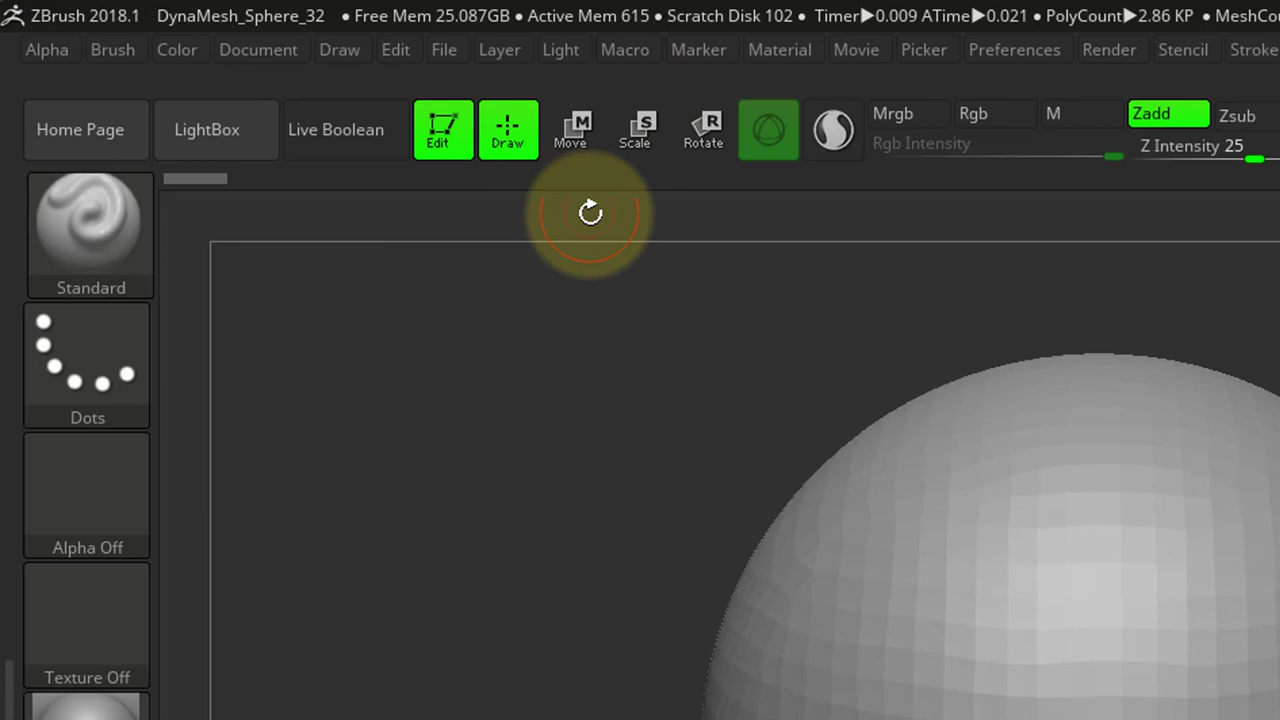 ZBrush 2018.1 DynaMesh_Sphere_32 • Free Mem 25.087GB • Active Mem 615 • Scratch Disk 102 • Timer▶0.009 ATime▶0.021 • PolyCount▶2.86 KP • MeshCo
Alpha Brush Color Document Draw Edit File Layer Light Macro Marker Material Movie Picker Preferences Render Stencil Stroke
Home Page LightBox Live Boolean Edit Draw Move Scale Rotate Mrgb Rgb M Zadd Zsub
M S R
Rgb Intensity Z Intensity 25
Standard
Dots
Alpha Off
Texture Off